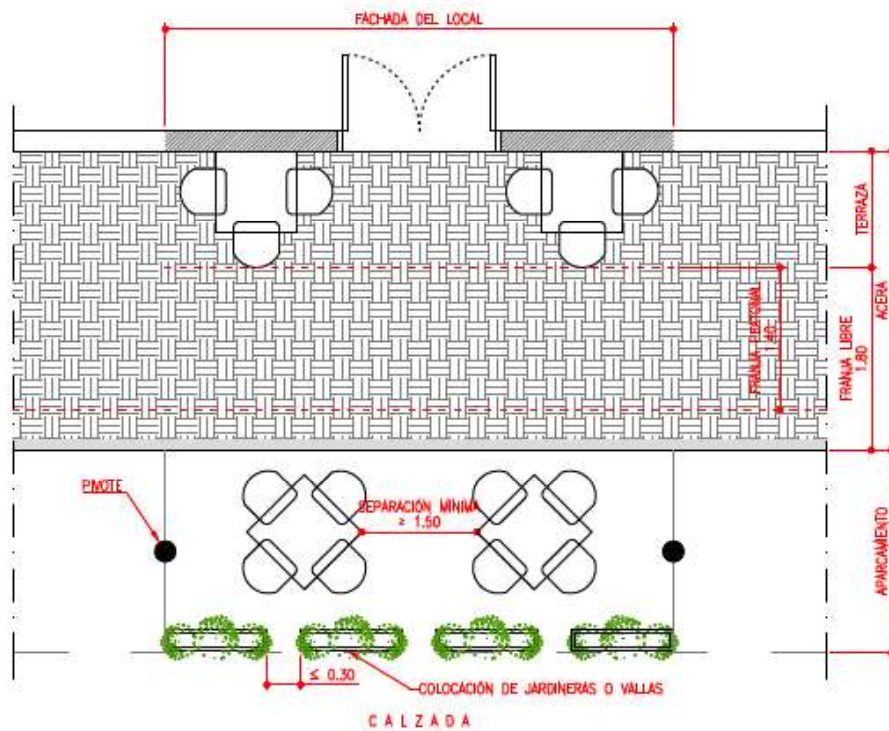 FACHADA DEL LOCAL
TERRAZA
ACERA
FRANJA PEATONAL
1.40
FRANJA LIBRE
1.80
PIVOTE
SEPARACIÓN MÍNIMA
≥ 1.50
APARCAMIENTO
≤ 0.30
COLOCACIÓN DE JARDINERAS O VALLAS
CALZADA